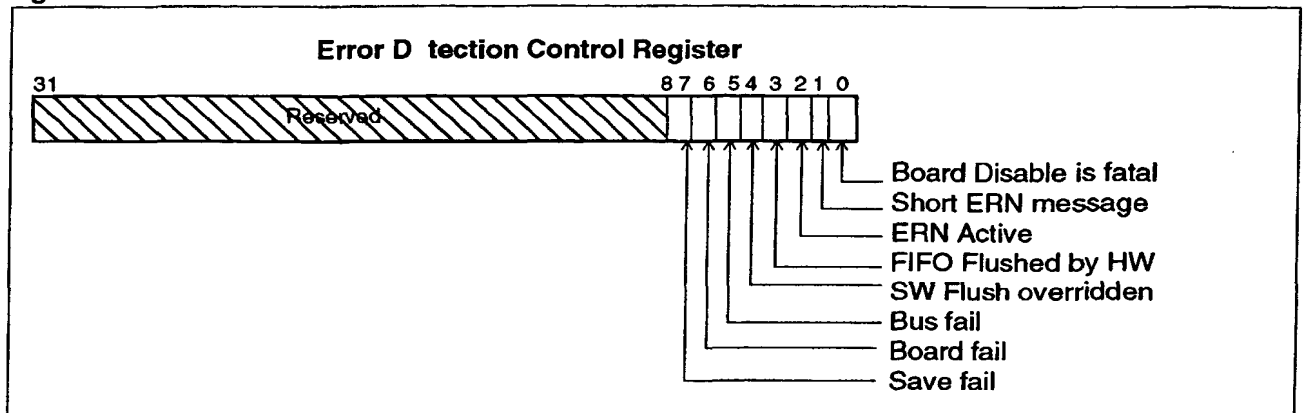 Error D tection Control Register
31 8 7 6 5 4 3 2 1 0
Reserved
Board Disable is fatal
Short ERN message
ERN Active
FIFO Flushed by HW
SW Flush overridden
Bus fail
Board fail
Save fail